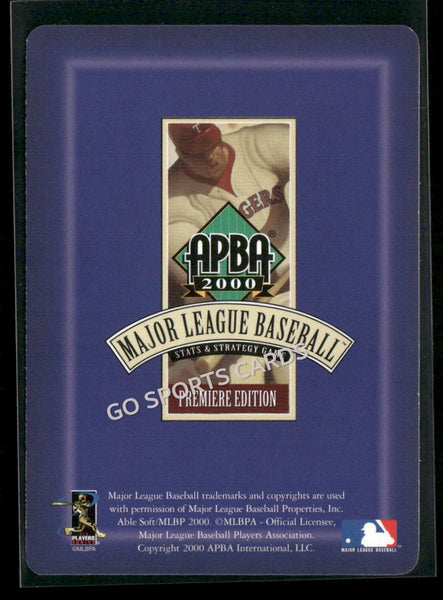 T
GERS
APBA®
2000
MAJOR LEAGUE BASEBALL™
STATS & STRATEGY GAME
GO SPORTS CARDS
PREMIERE EDITION
Major League Baseball trademarks and copyrights are used
with permission of Major League Baseball Properties, Inc.
Able Soft/MLBP 2000. ©MLBPA - Official Licensee,
Major League Baseball Players Association.
Copyright 2000 APBA International, LLC.
PLAYERS
CHOICE
©MLBPA
MAJOR LEAGUE BASEBALL